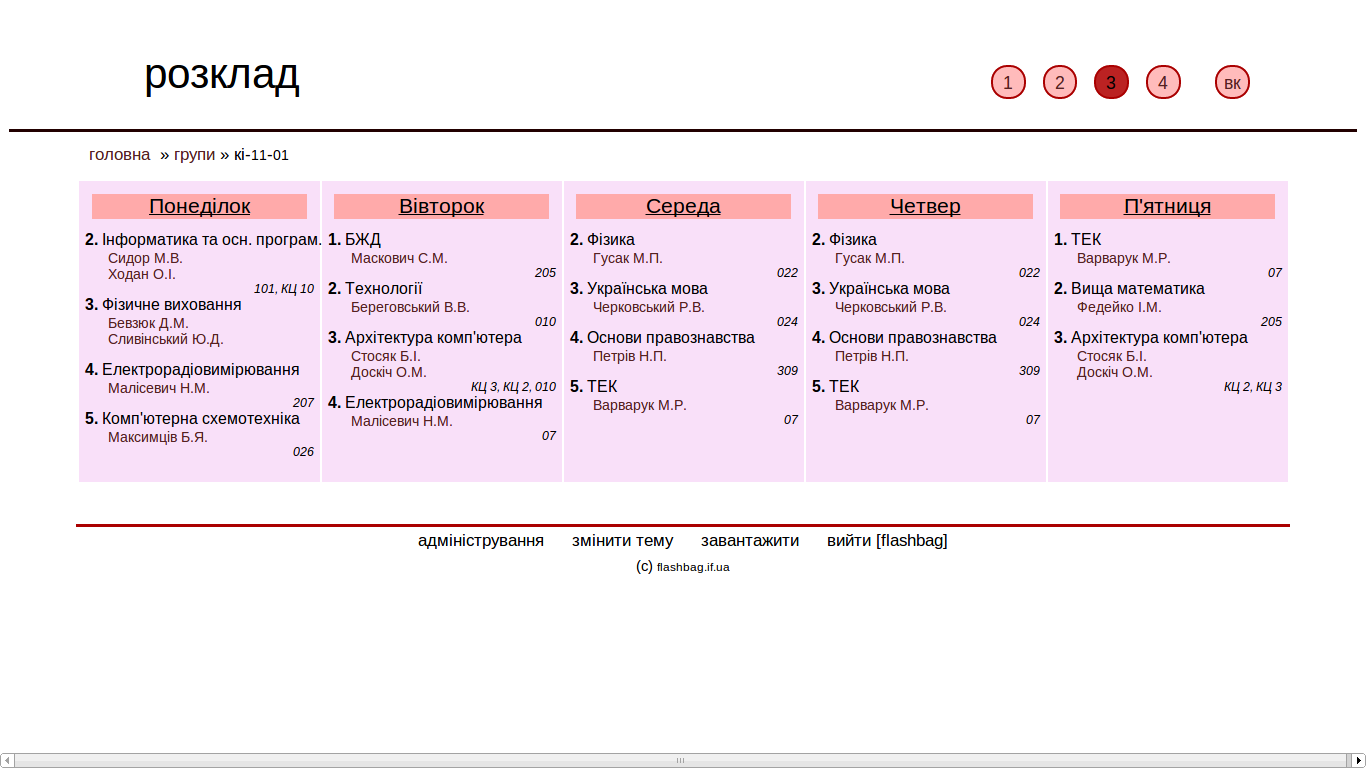 розклад
1 2 3 4 вк
головна » групи » кі-11-01
Понеділок
2. Інформатика та осн. програм.
Сидор М.В.
Ходан О.І.
101, КЦ 10
3. Фізичне виховання
Бевзюк Д.М.
Сливінський Ю.Д.
4. Електрорадіовимірювання
Малісевич Н.М.
207
5. Комп'ютерна схемотехніка
Максимців Б.Я.
026
Вівторок
1. БЖД
Маскович С.М.
205
2. Технології
Береговський В.В.
010
3. Архітектура комп'ютера
Стосяк Б.І.
Доскіч О.М.
КЦ 3, КЦ 2, 010
4. Електрорадіовимірювання
Малісевич Н.М.
07
Середа
2. Фізика
Гусак М.П.
022
3. Українська мова
Черковський Р.В.
024
4. Основи правознавства
Петрів Н.П.
309
5. ТЕК
Варварук М.Р.
07
Четвер
2. Фізика
Гусак М.П.
022
3. Українська мова
Черковський Р.В.
024
4. Основи правознавства
Петрів Н.П.
309
5. ТЕК
Варварук М.Р.
07
П'ятниця
1. ТЕК
Варварук М.Р.
07
2. Вища математика
Федейко І.М.
205
3. Архітектура комп'ютера
Стосяк Б.І.
Доскіч О.М.
КЦ 2, КЦ 3
адміністрування змінити тему завантажити вийти [flashbag]
(c) flashbag.if.ua